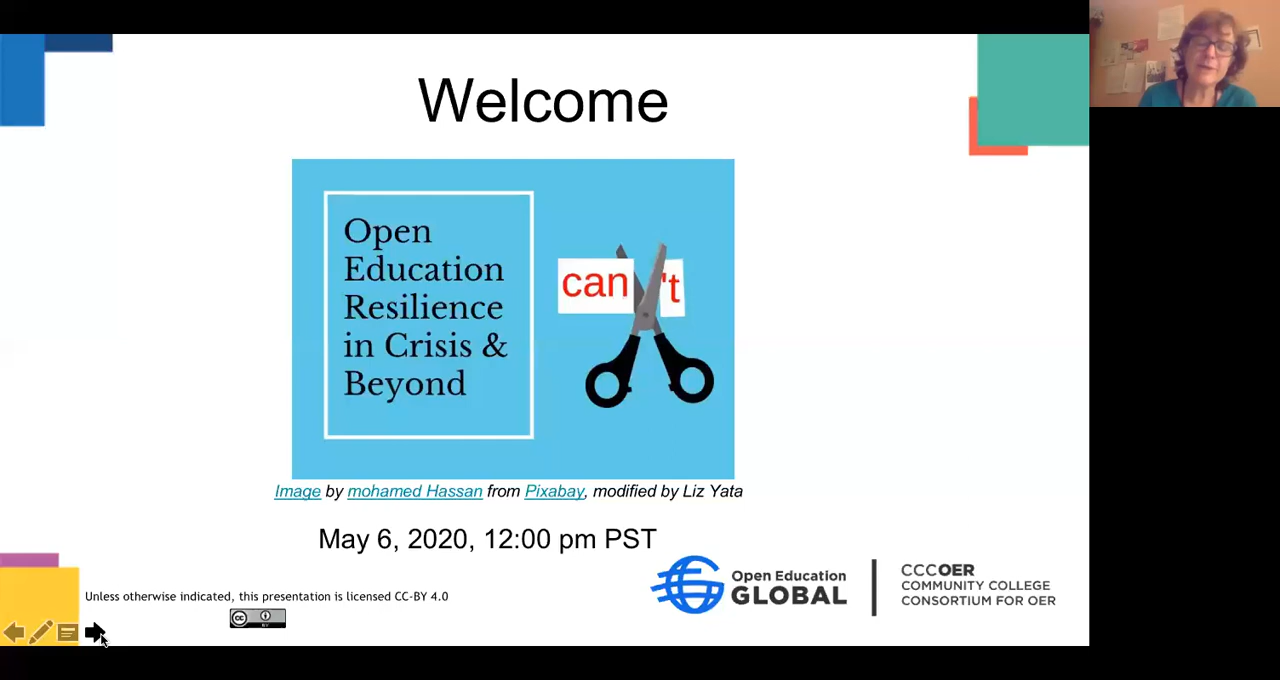 Welcome
Open
Education
Resilience
in Crisis &
Beyond
can
't
Image by mohamed Hassan from Pixabay, modified by Liz Yata
May 6, 2020, 12:00 pm PST
Open Education
GLOBAL
CCCOER
COMMUNITY COLLEGE
CONSORTIUM FOR OER
Unless otherwise indicated, this presentation is licensed CC-BY 4.0
cc
BY